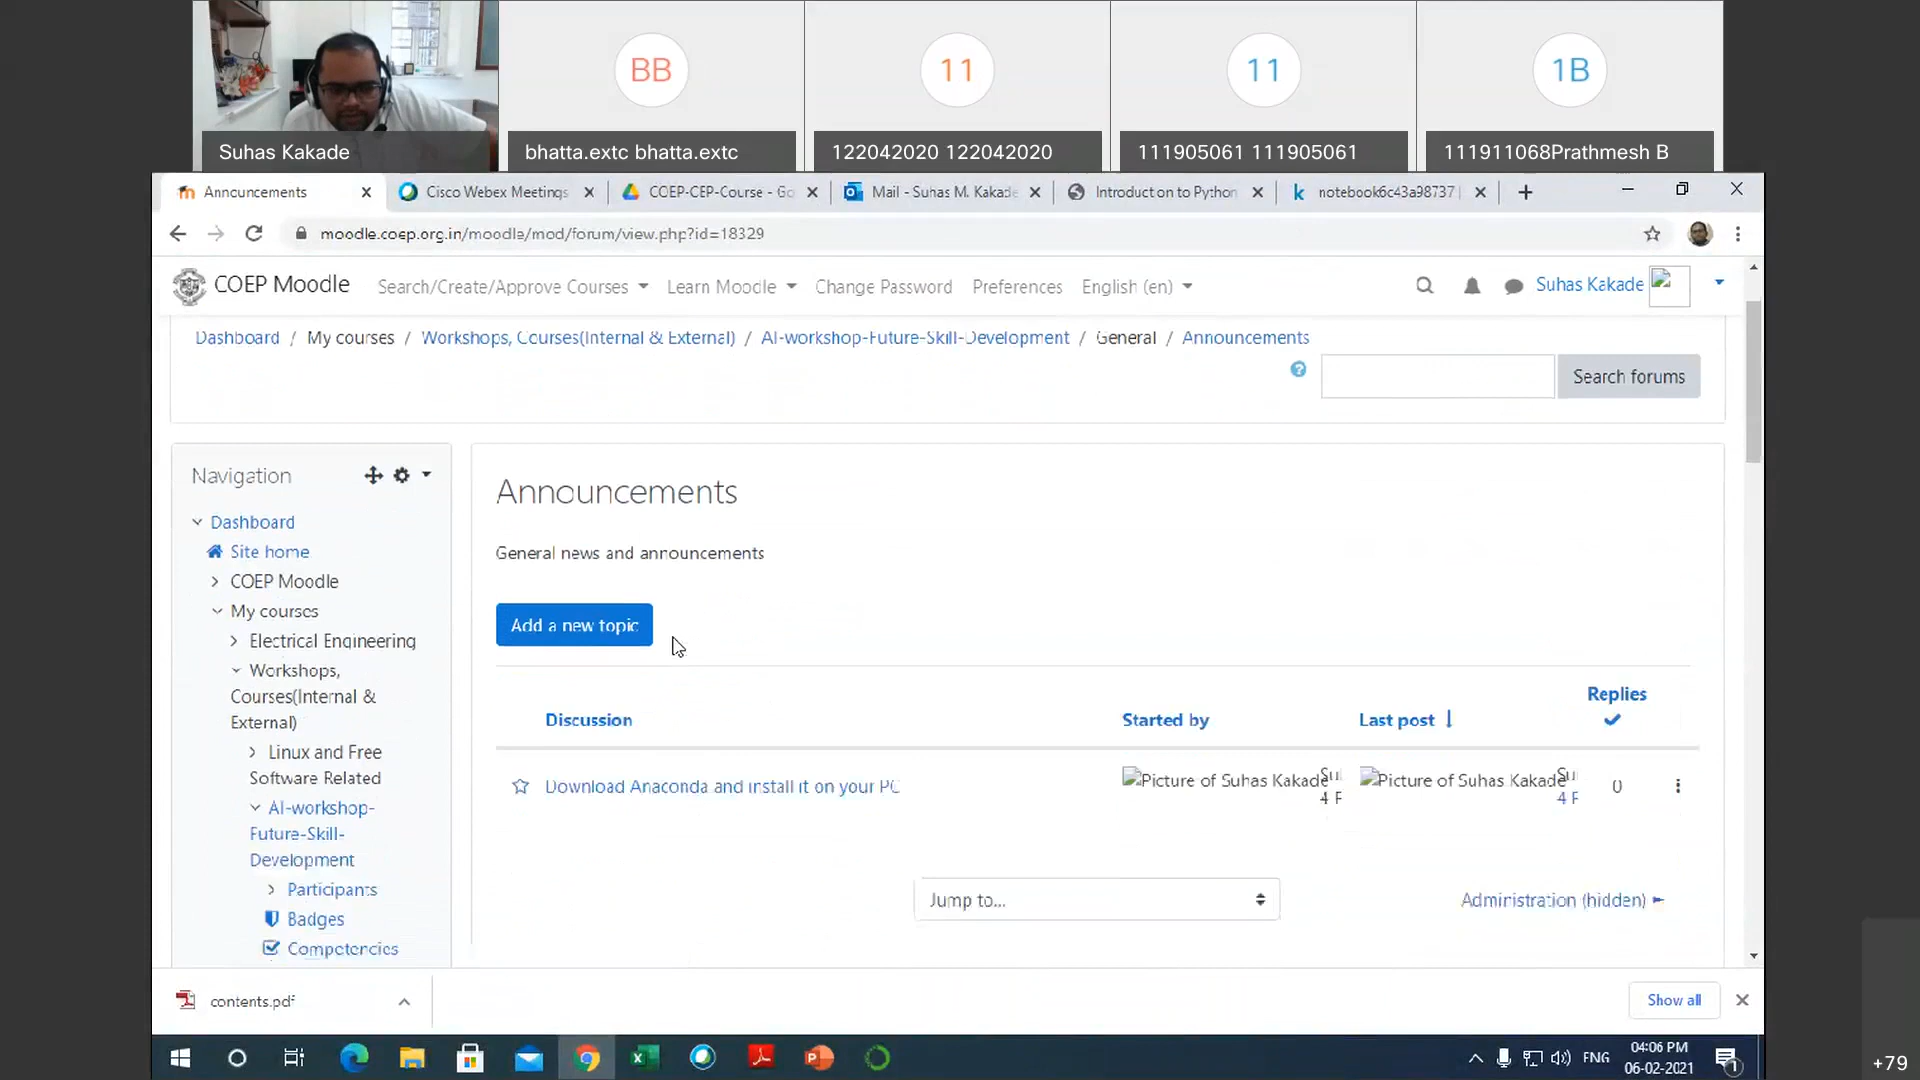 BB
11
11
1B
Suhas Kakade
bhatta.extc bhatta.extc
122042020 122042020
111905061 111905061
111911068Prathmesh B
Announcements
Cisco Webex Meetings
COEP-CEP-Course - Go
Mail - Suhas M. Kakade
Introduction to Python
notebook6c43a98737
moodle.coep.org.in/moodle/mod/forum/view.php?id=18329
COEP Moodle
Search/Create/Approve Courses
Learn Moodle
Change Password
Preferences
English (en)
Suhas Kakade
Dashboard / My courses / Workshops, Courses(Internal & External) / AI-workshop-Future-Skill-Development / General / Announcements
Search forums
Navigation
Dashboard
Site home
COEP Moodle
My courses
Electrical Engineering
Workshops,
Courses(Internal &
External)
Linux and Free
Software Related
AI-workshop-
Future-Skill-
Development
Participants
Badges
Competencies
Announcements
General news and announcements
Add a new topic
Replies
Discussion
Started by
Last post
Download Anaconda and install it on your PC
Picture of Suhas Kakade
Su
4 F
Picture of Suhas Kakade
Su
4 F
0
Jump to...
Administration (hidden)
contents.pdf
Show all
ENG
04:06 PM
06-02-2021
1
+79